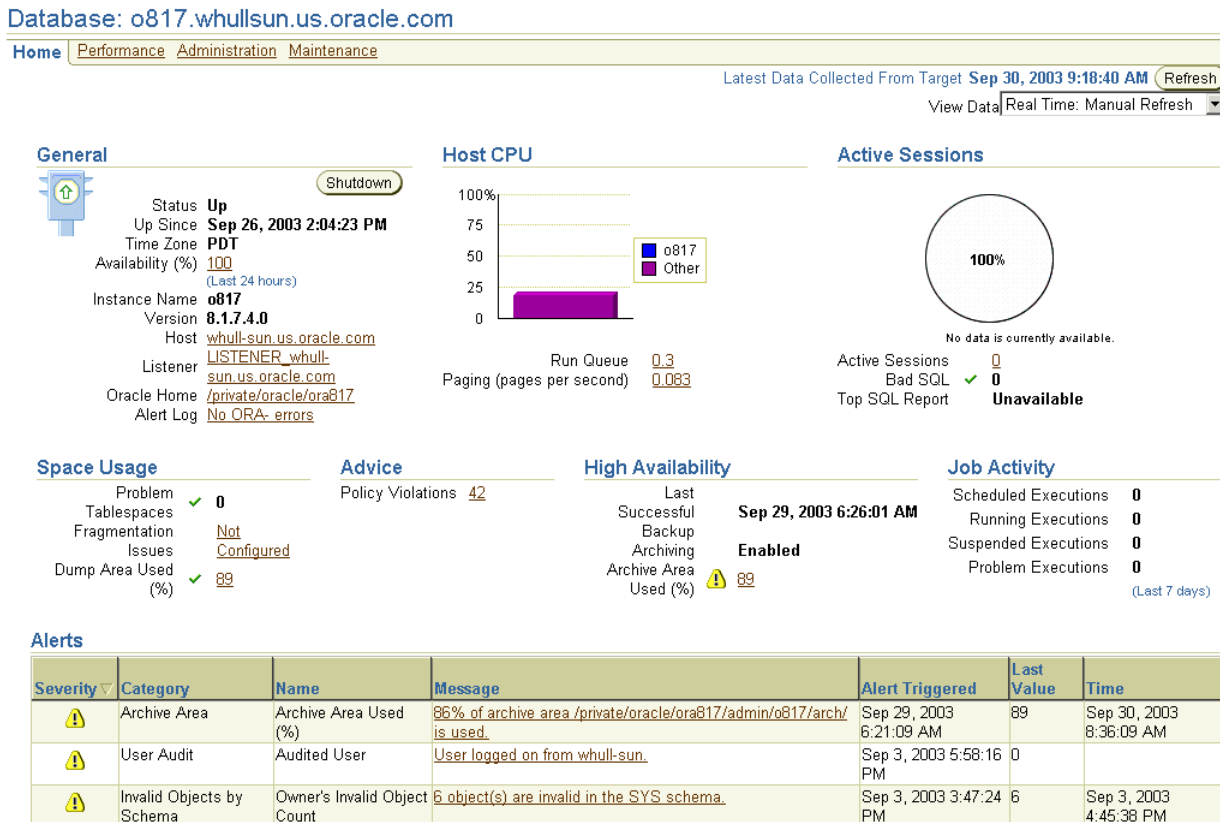 Database: o817.whullsun.us.oracle.com
Home Performance Administration Maintenance
Latest Data Collected From Target Sep 30, 2003 9:18:40 AM Refresh
View Data Real Time: Manual Refresh
General
Shutdown
Status Up
Up Since Sep 26, 2003 2:04:23 PM
Time Zone PDT
Availability (%) 100
(Last 24 hours)
Instance Name o817
Version 8.1.7.4.0
Host whull-sun.us.oracle.com
Listener LISTENER_whull-
sun.us.oracle.com
Oracle Home /private/oracle/ora817
Alert Log No ORA- errors
Host CPU
100%
75
50
25
0
o817
Other
Run Queue 0.3
Paging (pages per second) 0.083
Active Sessions
100%
No data is currently available.
Active Sessions 0
Bad SQL 0
Top SQL Report Unavailable
Space Usage
Problem
Tablespaces 0
Fragmentation Not
Issues Configured
Dump Area Used
(%) 89
Advice
Policy Violations 42
High Availability
Last
Successful Sep 29, 2003 6:26:01 AM
Backup
Archiving Enabled
Archive Area
Used (%) 89
Job Activity
Scheduled Executions 0
Running Executions 0
Suspended Executions 0
Problem Executions 0
(Last 7 days)
Alerts
Severity Category Name Message Alert Triggered Last Value Time
Archive Area Archive Area Used (%) 86% of archive area /private/oracle/ora817/admin/o817/arch/ is used. Sep 29, 2003 6:21:09 AM 89 Sep 30, 2003 8:36:09 AM
User Audit Audited User User logged on from whull-sun. Sep 3, 2003 5:58:16 PM 0
Invalid Objects by Schema Owner's Invalid Object Count 6 object(s) are invalid in the SYS schema. Sep 3, 2003 3:47:24 PM 6 Sep 3, 2003 4:45:38 PM